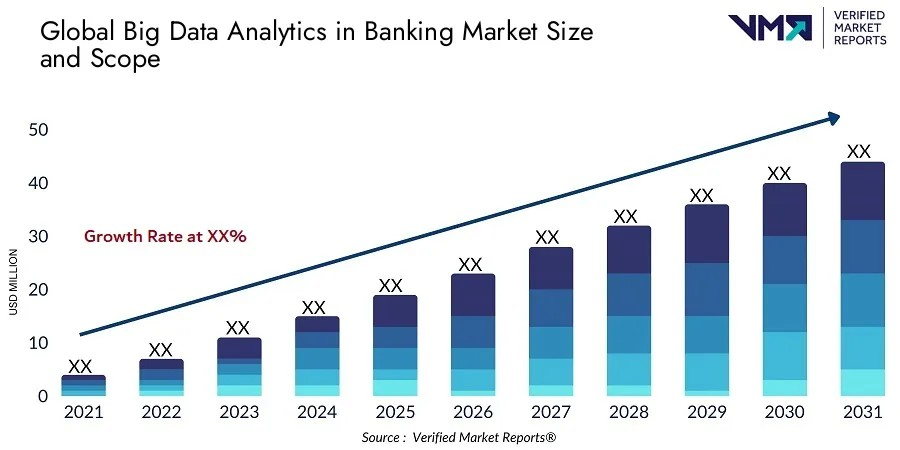 Global Big Data Analytics in Banking Market Size
and Scope
VMR
VERIFIED
MARKET
REPORTS
50
40
30
20
10
0
USD MILLION
Growth Rate at XX%
XX
XX
XX
XX
XX
XX
XX
XX
XX
XX
XX
2021 2022 2023 2024 2025 2026 2027 2028 2029 2030 2031
Source : Verified Market Reports®